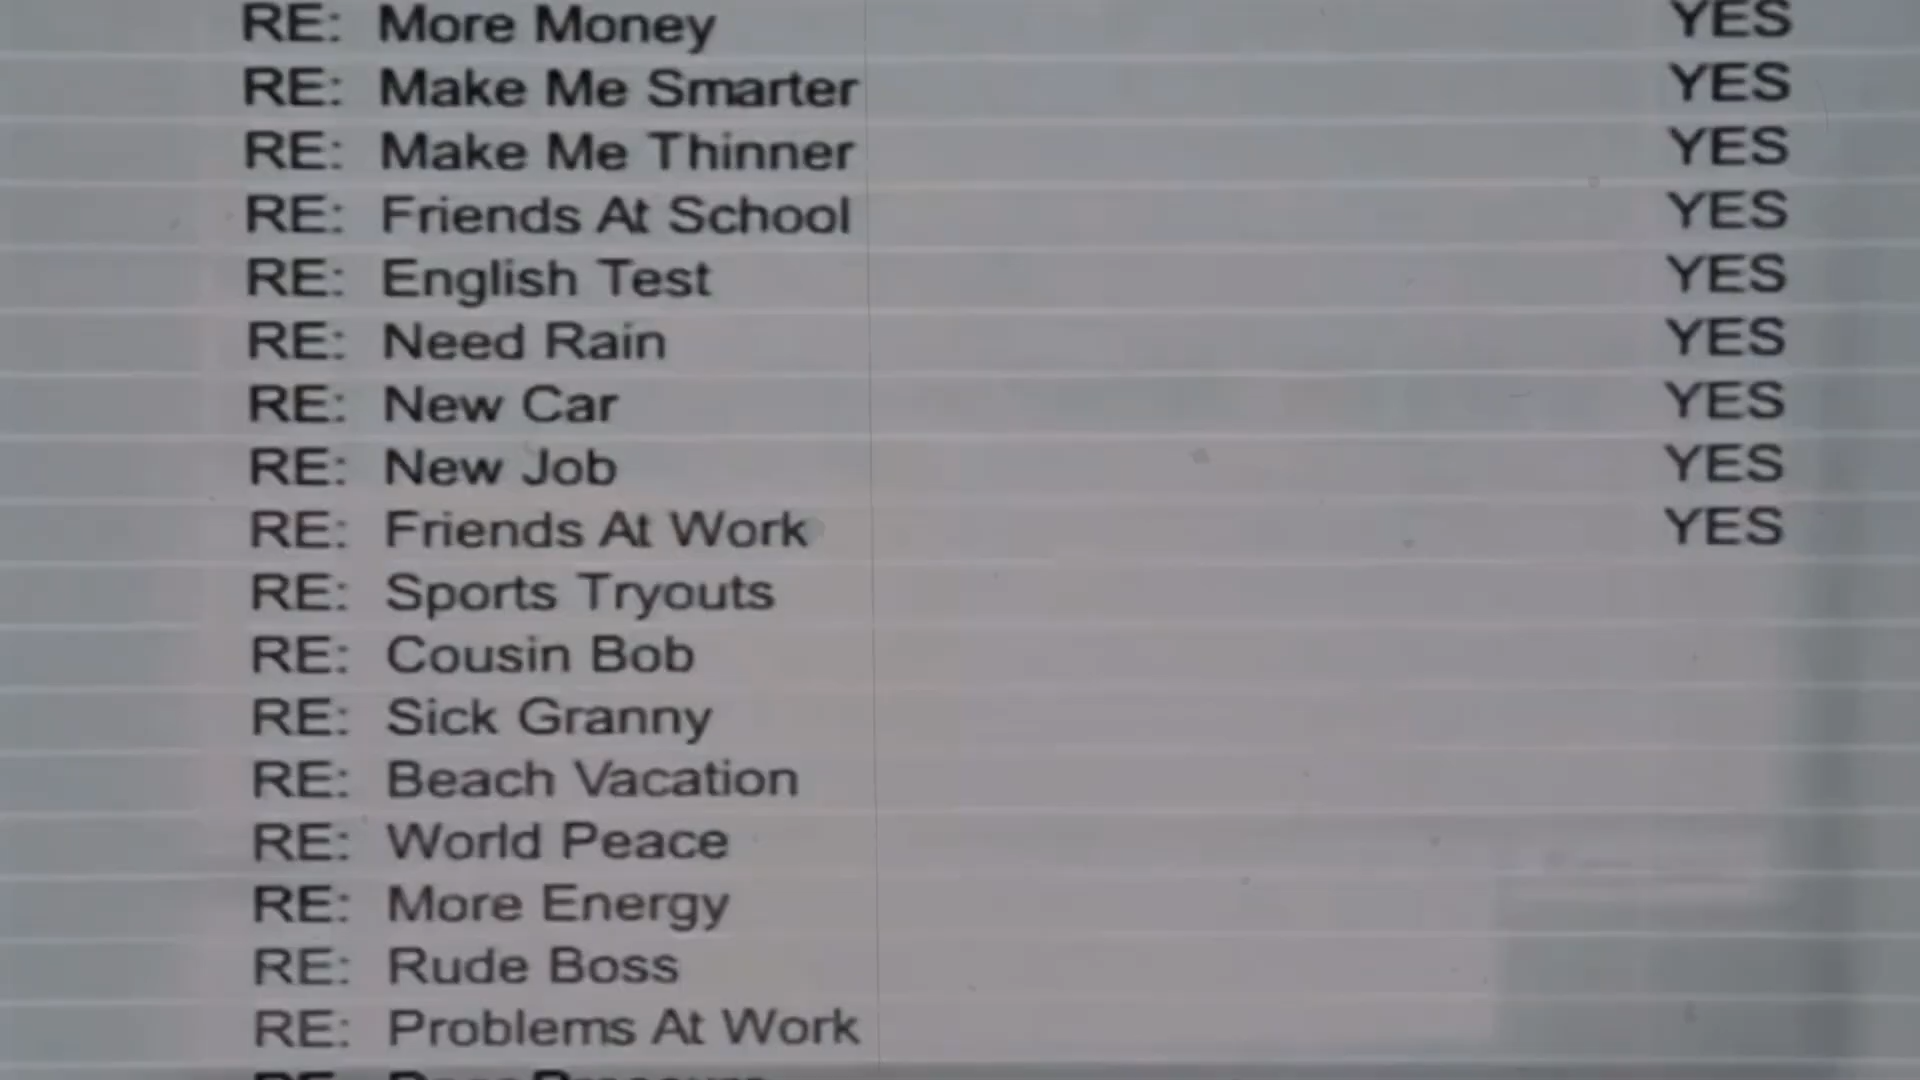 RE: More Money YES
RE: Make Me Smarter YES
RE: Make Me Thinner YES
RE: Friends At School YES
RE: English Test YES
RE: Need Rain YES
RE: New Car YES
RE: New Job YES
RE: Friends At Work YES
RE: Sports Tryouts
RE: Cousin Bob
RE: Sick Granny
RE: Beach Vacation
RE: World Peace
RE: More Energy
RE: Rude Boss
RE: Problems At Work
RE: